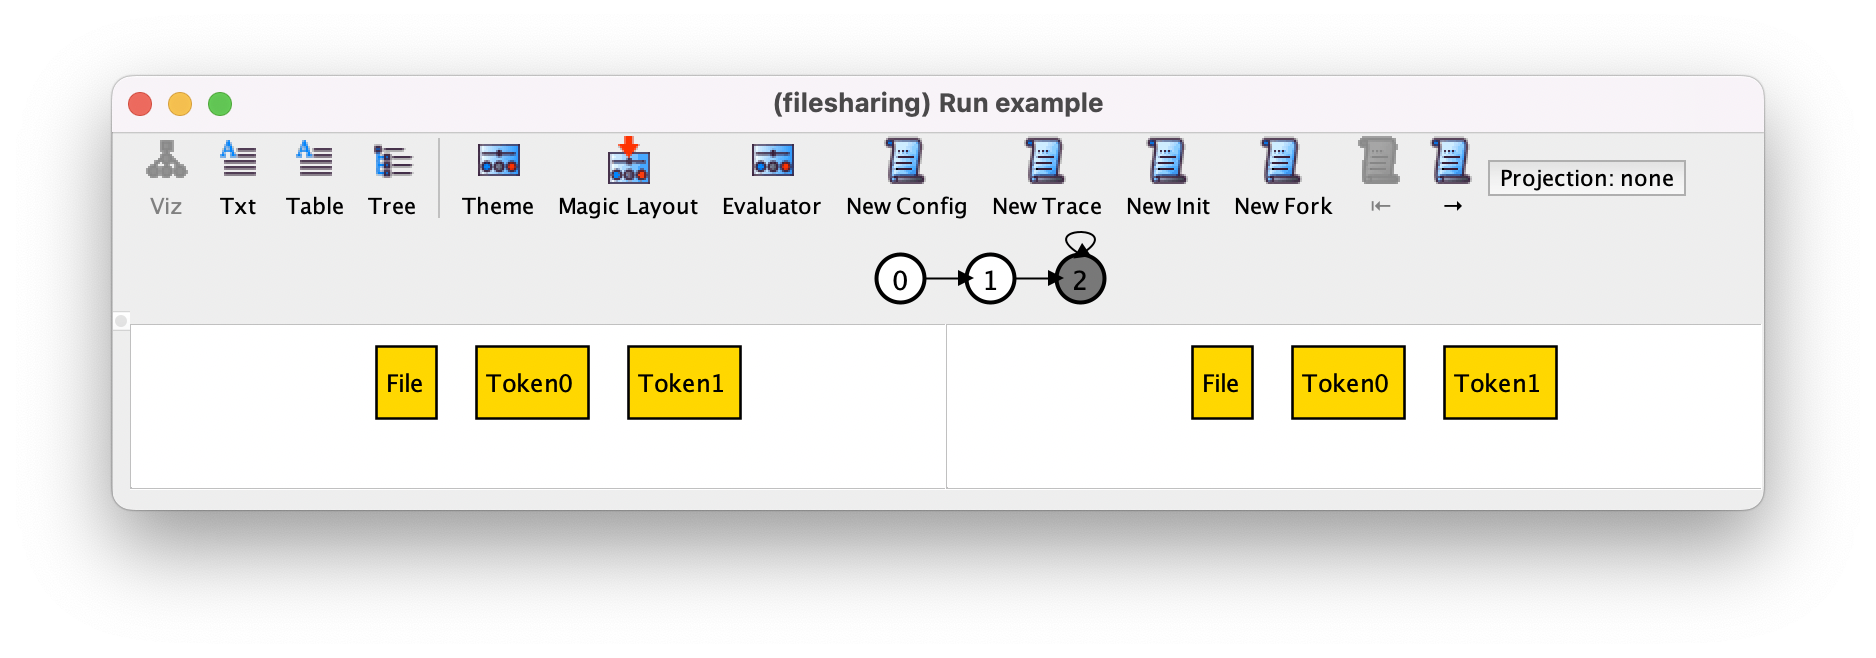 (filesharing) Run example
Viz Txt Table Tree Theme Magic Layout Evaluator New Config New Trace New Init New Fork ⇤ → Projection: none
0 1 2
File Token0 Token1 File Token0 Token1